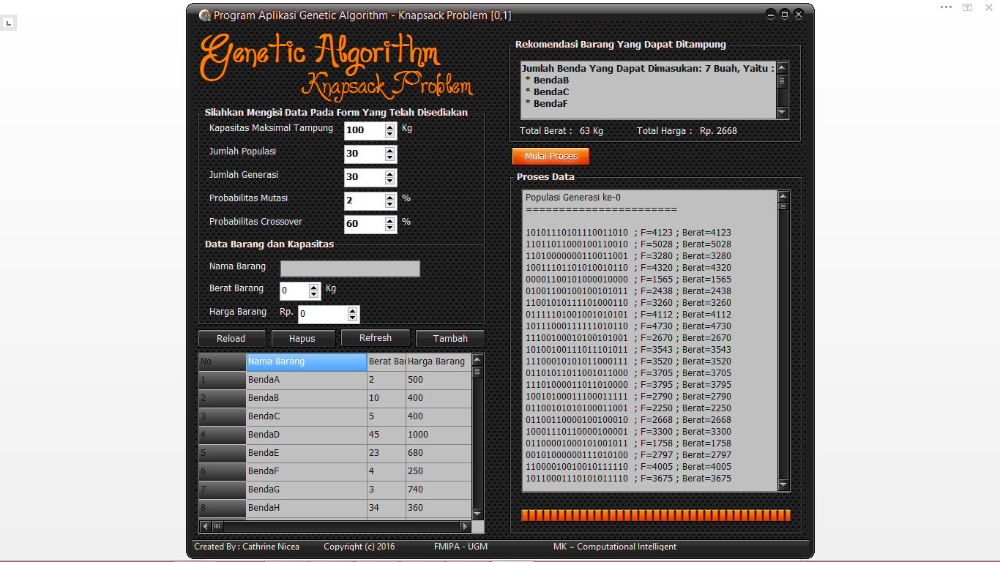 Program Aplikasi Genetic Algorithm - Knapsack Problem [0,1]
Genetic Algorithm
Knapsack Problem
Silahkan Mengisi Data Pada Form Yang Telah Disediakan
Kapasitas Maksimal Tampung 100 Kg
Jumlah Populasi 30
Jumlah Generasi 30
Probabilitas Mutasi 2 %
Probabilitas Crossover 60 %
Data Barang dan Kapasitas
Nama Barang
Berat Barang 0 Kg
Harga Barang Rp. 0
Reload Hapus Refresh Tambah
No Nama Barang Berat Bar Harga Barang
1 BendaA 2 500
2 BendaB 10 400
3 BendaC 5 400
4 BendaD 45 1000
5 BendaE 23 680
6 BendaF 4 250
7 BendaG 3 740
8 BendaH 34 360
Rekomendasi Barang Yang Dapat Ditampung
Jumlah Benda Yang Dapat Dimasukan: 7 Buah, Yaitu :
* BendaB
* BendaC
* BendaF
Total Berat : 63 Kg Total Harga : Rp. 2668
Mulai Proses
Proses Data
Populasi Generasi ke-0
=======================
10101110101110011010 ; F=4123 ; Berat=4123
11011011000100110010 ; F=5028 ; Berat=5028
11010000000110011001 ; F=3280 ; Berat=3280
10011101101010010110 ; F=4320 ; Berat=4320
00001100101000010000 ; F=1565 ; Berat=1565
01001100100100101011 ; F=2438 ; Berat=2438
11001010111101000110 ; F=3260 ; Berat=3260
01111101001001010101 ; F=4112 ; Berat=4112
10111000111111010110 ; F=4730 ; Berat=4730
11100100010100101001 ; F=2670 ; Berat=2670
10100100111011101011 ; F=3543 ; Berat=3543
11100010101011000111 ; F=3520 ; Berat=3520
01101011011001011000 ; F=3705 ; Berat=3705
11101000011011010000 ; F=3795 ; Berat=3795
10010100011100011111 ; F=2790 ; Berat=2790
01100101010100011001 ; F=2250 ; Berat=2250
01100110000100100010 ; F=2668 ; Berat=2668
10001110110000100001 ; F=3300 ; Berat=3300
01100001000101001011 ; F=1758 ; Berat=1758
00101000000111010100 ; F=2797 ; Berat=2797
11000010010010111110 ; F=4005 ; Berat=4005
10110001110101011110 ; F=3675 ; Berat=3675
Created By : Cathrine Nicea Copyright (c) 2016 FMIPA - UGM MK ~ Computational Intelligent